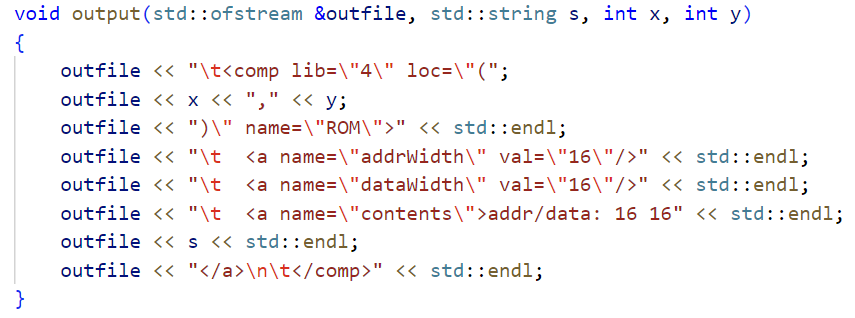 void output(std::ofstream &outfile, std::string s, int x, int y)
{
    outfile << "\t<comp lib=\"4\" loc=\"(";
    outfile << x << "," << y;
    outfile << ")\" name=\"ROM\">" << std::endl;
    outfile << "\t  <a name=\"addrWidth\" val=\"16\"/>" << std::endl;
    outfile << "\t  <a name=\"dataWidth\" val=\"16\"/>" << std::endl;
    outfile << "\t  <a name=\"contents\">addr/data: 16 16" << std::endl;
    outfile << s << std::endl;
    outfile << "</a>\n\t</comp>" << std::endl;
}